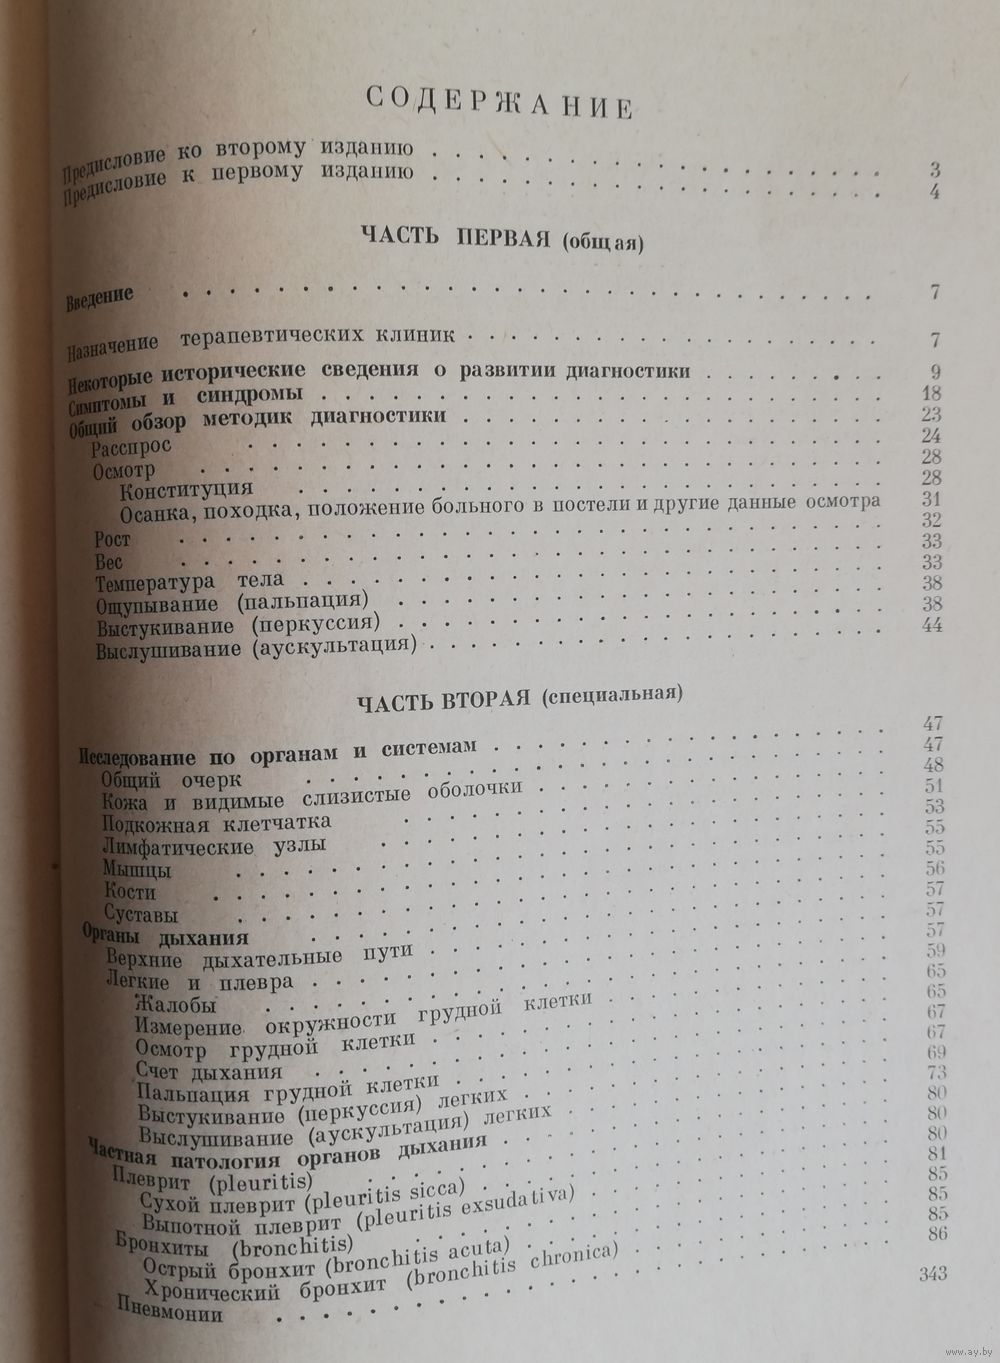 СОДЕРЖАНИЕ
Предисловие ко второму изданию . . . . . . . . . . 3
Предисловие к первому изданию . . . . . . . . . . 4
ЧАСТЬ ПЕРВАЯ (общая)
Введение . . . . . . . . . . 7
Назначение терапевтических клиник . . . . . . . . . . 7
Некоторые исторические сведения о развитии диагностики . . . . . . . . 9
Симптомы и синдромы . . . . . . . . . . 18
Общий обзор методик диагностики . . . . . . . . . . 23
Расспрос . . . . . . . . . . 24
Осмотр . . . . . . . . . . 28
Конституция . . . . . . . . . . 28
Осанка, походка, положение больного в постели и другие данные осмотра 31
Рост . . . . . . . . . . 32
Вес . . . . . . . . . . 33
Температура тела . . . . . . . . . . 33
Ощупывание (пальпация) . . . . . . . . . . 38
Выстукивание (перкуссия) . . . . . . . . . . 38
Выслушивание (аускультация) . . . . . . . . . . 44
ЧАСТЬ ВТОРАЯ (специальная)
Исследование по органам и системам . . . . . . . . . . 47
Общий очерк . . . . . . . . . . 47
Кожа и видимые слизистые оболочки . . . . . . . . . . 48
Подкожная клетчатка . . . . . . . . . . 51
Лимфатические узлы . . . . . . . . . . 53
Мышцы . . . . . . . . . . 55
Кости . . . . . . . . . . 55
Суставы . . . . . . . . . . 56
Органы дыхания . . . . . . . . . . 57
Верхние дыхательные пути . . . . . . . . . . 57
Легкие и плевра . . . . . . . . . . 57
Жалобы . . . . . . . . . . 59
Измерение окружности грудной клетки . . . . . . . . . . 65
Осмотр грудной клетки . . . . . . . . . . 65
Счет дыхания . . . . . . . . . . 67
Пальпация грудной клетки . . . . . . . . . . 67
Выстукивание (перкуссия) легких . . . . . . . . . . 69
Выслушивание (аускультация) легких . . . . . . . . . . 73
Частная патология органов дыхания . . . . . . . . . . 80
Плеврит (pleuritis) . . . . . . . . . . 80
Сухой плеврит (pleuritis sicca) . . . . . . . . . . 80
Выпотной плеврит (pleuritis exsudativa) . . . . . . . . . . 81
Бронхиты (bronchitis) . . . . . . . . . . 85
Острый бронхит (bronchitis acuta) . . . . . . . . . . 85
Хронический бронхит (bronchitis chronica) . . . . . . . . . . 85
Пневмонии . . . . . . . . . . 86
343
www.ay.by